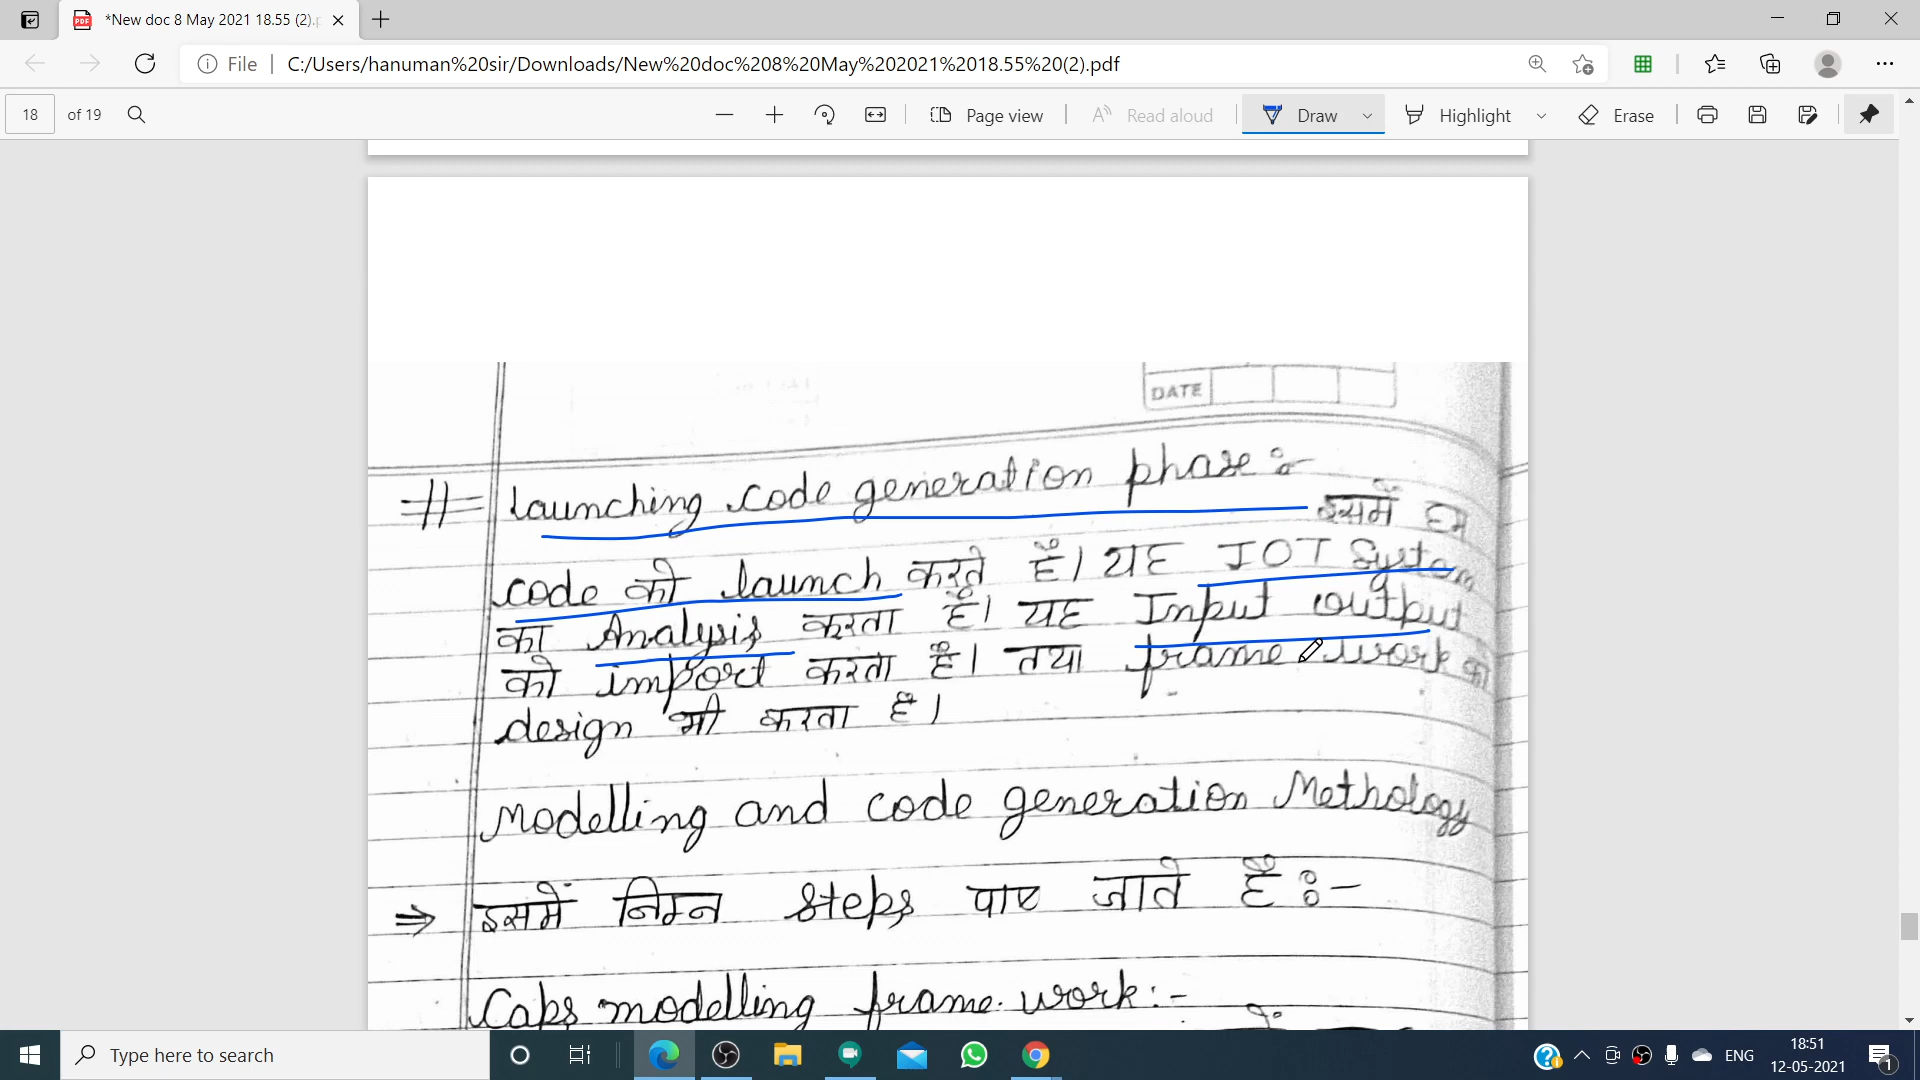 *New doc 8 May 2021 18.55 (2).p
File | C:/Users/hanuman%20sir/Downloads/New%20doc%208%20May%202021%2018.55%20(2).pdf
18 of 19 Page view Read aloud Draw Highlight Erase
DATE
Launching code generation phase :-
इसमें हम
code को launch करते हैं। यह IOT System
का Analysis करता है। यह Input output
को import करता है। तथा frame work को
design भी करता है।
Modelling and code generation Methology
⇒ इसमें निम्न steps पाए जाते हैं :-
Caps modelling frame work :-
Type here to search
ENG
18:51
12-05-2021
1